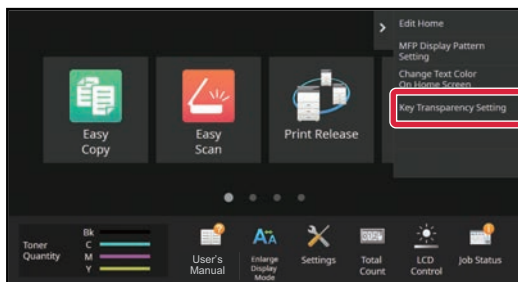 Edit Home
MFP Display Pattern
Setting
Change Text Color
On Home Screen
Key Transparency Setting
Easy
Copy
Easy
Scan
Print Release
Toner
Quantity
Bk
C
M
Y
User's
Manual
Enlarge
Display
Mode
Settings
Total
Count
LCD
Control
Job Status